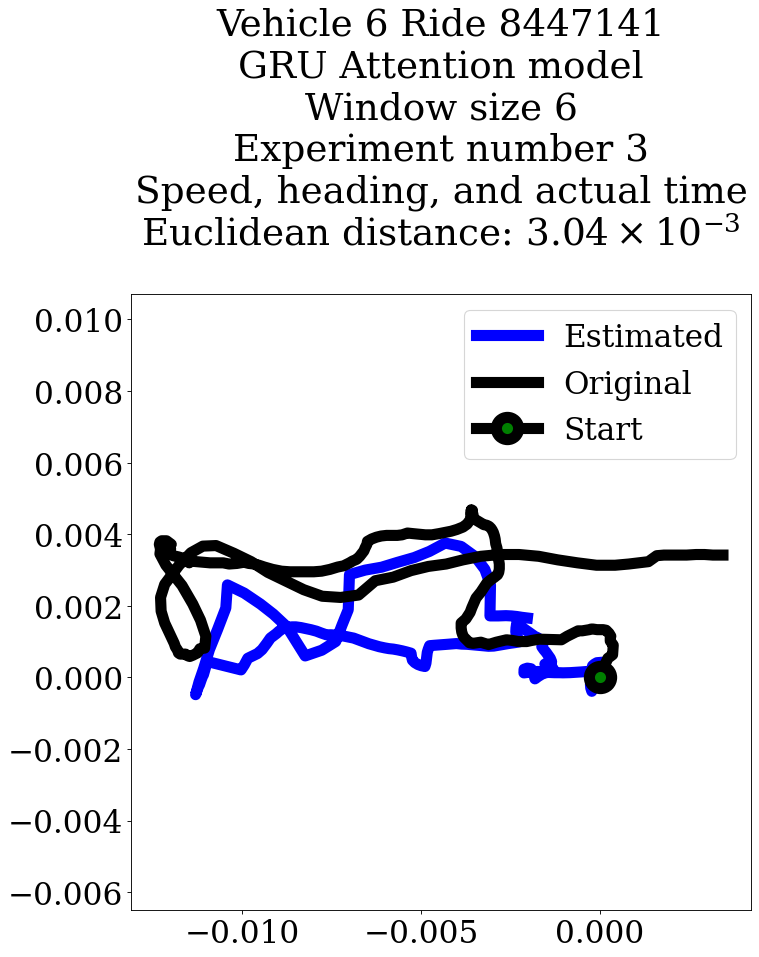 Vehicle 6 Ride 8447141
GRU Attention model
Window size 6
Experiment number 3
Speed, heading, and actual time
Euclidean distance: 3.04 × 10⁻³
Estimated
Original
Start
0.010
0.008
0.006
0.004
0.002
0.000
−0.002
−0.004
−0.006
−0.010
−0.005
0.000